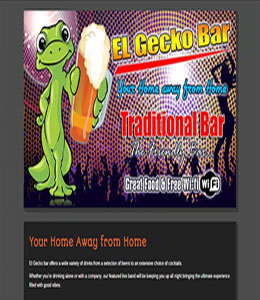 EL Gecko Bar
Your Home away from Home
Traditional Bar
The Friendly Bar
Great Food & Free Wi-fi WiFi
Your Home Away from Home
El Gecko bar offers a wide variety of drinks from a selection of beers to an extensive choice of cocktails.
Whether you're drinking alone or with a company, our featured live band will be keeping you up all night bringing the ultimate experience
filled with good vibes.